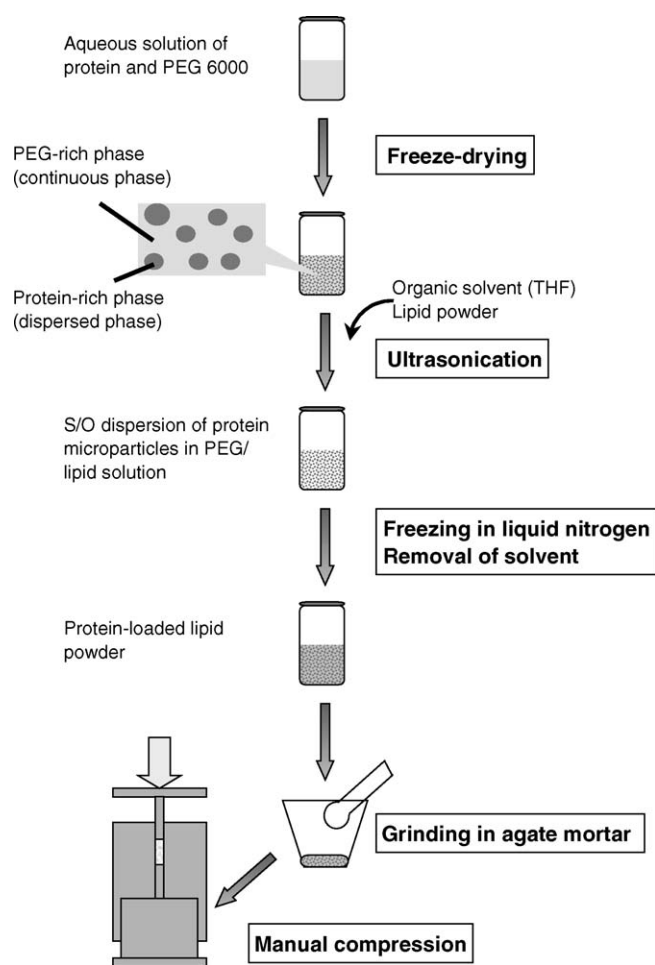 Aqueous solution of
protein and PEG 6000
Freeze-drying
PEG-rich phase
(continuous phase)
Protein-rich phase
(dispersed phase)
Organic solvent (THF)
Lipid powder
Ultrasonication
S/O dispersion of protein
microparticles in PEG/
lipid solution
Freezing in liquid nitrogen
Removal of solvent
Protein-loaded lipid
powder
Grinding in agate mortar
Manual compression